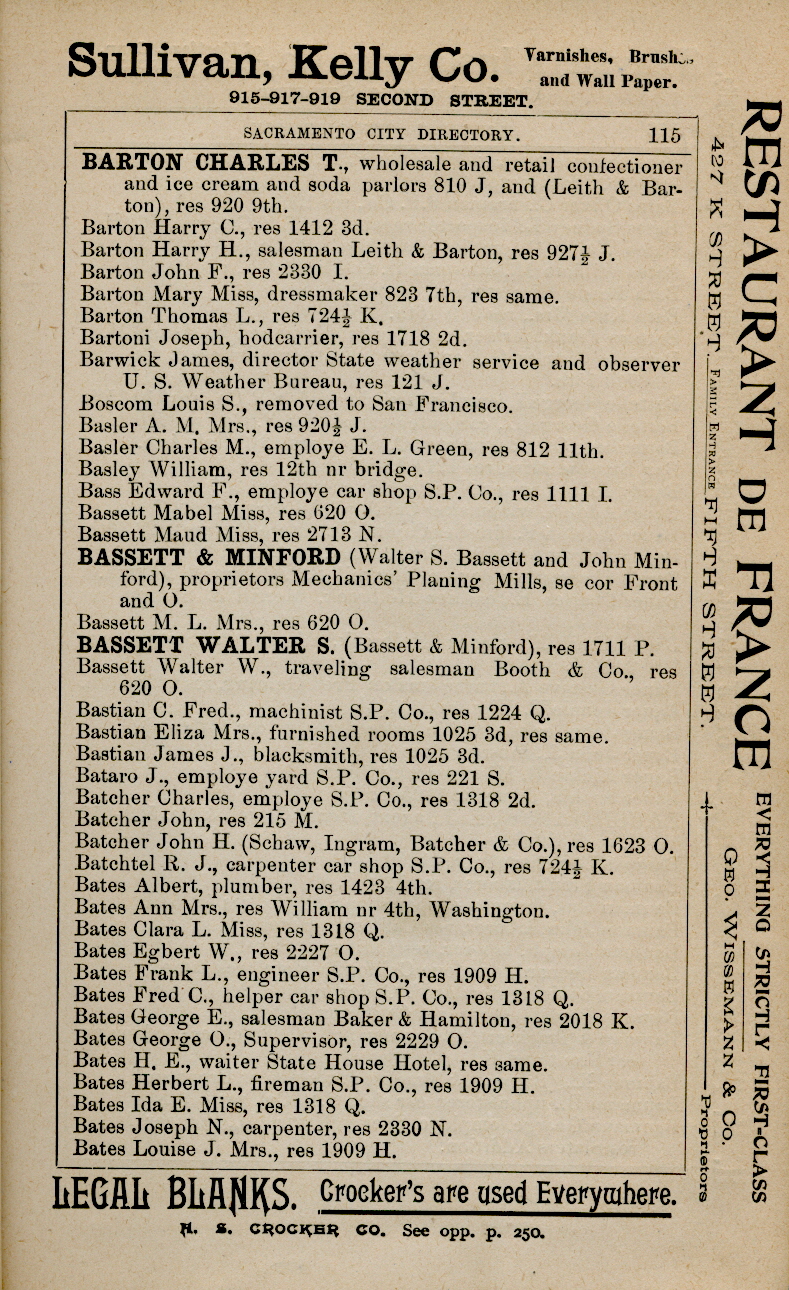 Sullivan, Kelly Co.
Varnishes,
and Wall Paper.
915-917-919 SECOND STREET.
SACRAMENTO CITY DIRECTORY. 115
BARTON CHARLES T., wholesale and retail confectioner
and ice cream and soda parlors 810 J, and (Leith & Bar-
ton), res 920 9th.
Barton Harry C., res 1412 3d.
Barton Harry H., salesman Leith & Barton, res 927½ J.
Barton John F., res 2330 I.
Barton Mary Miss, dressmaker 823 7th, res same.
Barton Thomas L., res 724½ K.
Bartoni Joseph, hodcarrier, res 1718 2d.
Barwick James, director State weather service and observer
U. S. Weather Bureau, res 121 J.
Boscom Louis S., removed to San Francisco.
Basler A. M. Mrs., res 920½ J.
Basler Charles M., employe E. L. Green, res 812 11th.
Basley William, res 12th nr bridge.
Bass Edward F., employe car shop S.P. Co., res 1111 I.
Bassett Mabel Miss, res 620 O.
Bassett Maud Miss, res 2713 N.
BASSETT & MINFORD (Walter S. Bassett and John Min-
ford), proprietors Mechanics' Planing Mills, se cor Front
and O.
Bassett M. L. Mrs., res 620 O.
BASSETT WALTER S. (Bassett & Minford), res 1711 P.
Bassett Walter W., traveling salesman Booth & Co., res
620 O.
Bastian C. Fred., machinist S.P. Co., res 1224 Q.
Bastian Eliza Mrs., furnished rooms 1025 3d, res same.
Bastian James J., blacksmith, res 1025 3d.
Bataro J., employe yard S.P. Co., res 221 S.
Batcher Charles, employe S.P. Co., res 1318 2d.
Batcher John, res 215 M.
Batcher John H. (Schaw, Ingram, Batcher & Co.), res 1623 O.
Batchtel R. J., carpenter car shop S.P. Co., res 724½ K.
Bates Albert, plumber, res 1423 4th.
Bates Ann Mrs., res William nr 4th, Washington.
Bates Clara L. Miss, res 1318 Q.
Bates Egbert W., res 2227 O.
Bates Frank L., engineer S.P. Co., res 1909 H.
Bates Fred C., helper car shop S.P. Co., res 1318 Q.
Bates George E., salesman Baker & Hamilton, res 2018 K.
Bates George O., Supervisor, res 2229 O.
Bates H. E., waiter State House Hotel, res same.
Bates Herbert L., fireman S.P. Co., res 1909 H.
Bates Ida E. Miss, res 1318 Q.
Bates Joseph N., carpenter, res 2330 N.
Bates Louise J. Mrs., res 1909 H.
LEGAL BLANKS. Crocker's are used Everywhere.
H. S. CROCKER CO. See opp. p. 250.
RESTAURANT DE FRANCE
427 K STREET. FAMILY ENTRANCE FIFTH STREET.
EVERYTHING STRICTLY FIRST-CLASS
GEO. WISSEMANN & CO.
Proprietors